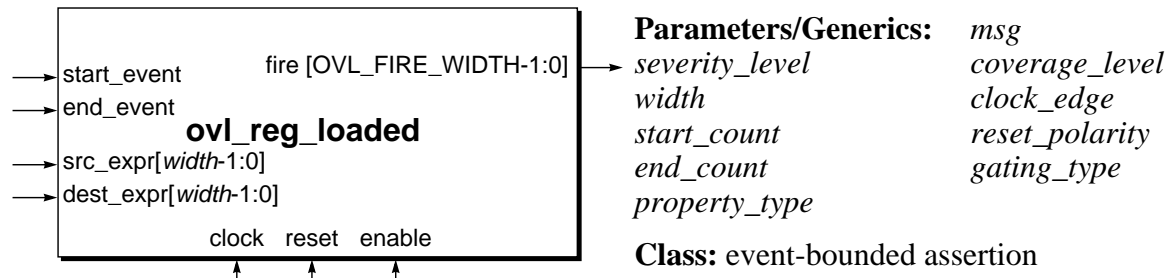 start_event
fire [OVL_FIRE_WIDTH-1:0]
end_event
ovl_reg_loaded
src_expr[width-1:0]
dest_expr[width-1:0]
clock reset enable
Parameters/Generics: msg
severity_level coverage_level
width clock_edge
start_count reset_polarity
end_count gating_type
property_type
Class: event-bounded assertion